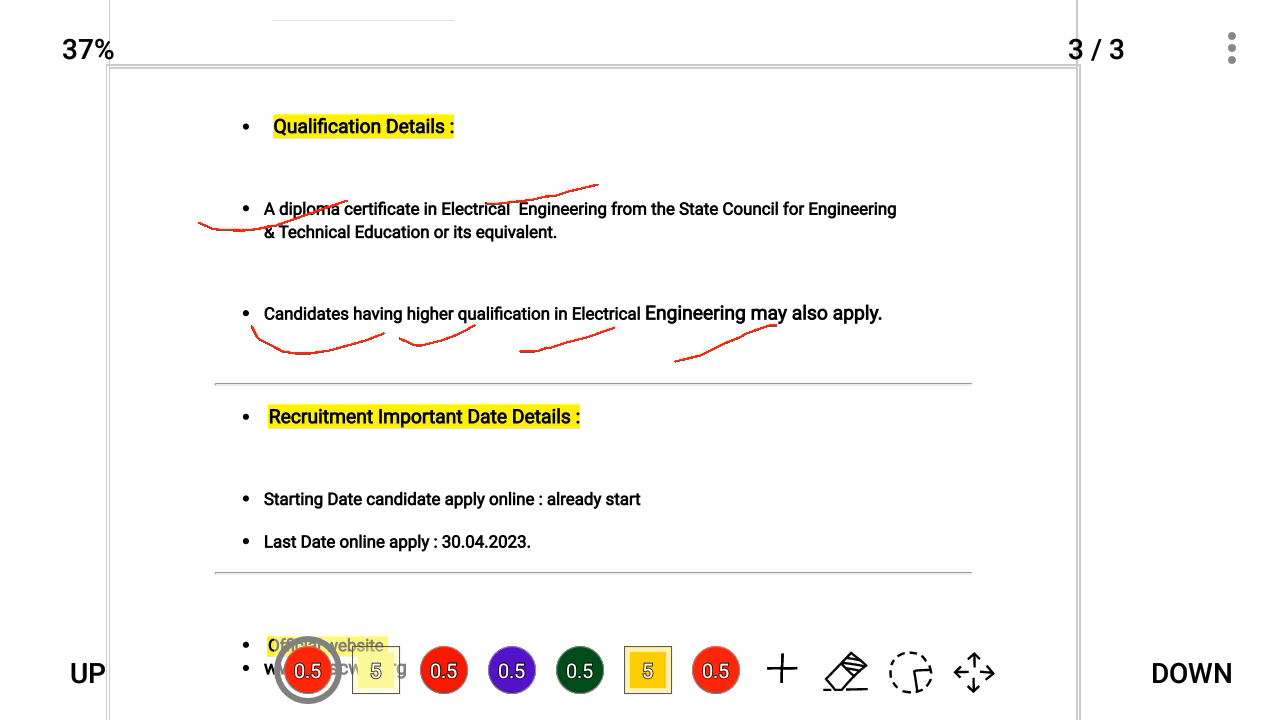 37%
3 / 3
Qualification Details :
A diploma certificate in Electrical Engineering from the State Council for Engineering
& Technical Education or its equivalent.
Candidates having higher qualification in Electrical Engineering may also apply.
Recruitment Important Date Details :
Starting Date candidate apply online : already start
Last Date online apply : 30.04.2023.
Official website
UP
0.5
5
0.5
0.5
0.5
5
0.5
DOWN